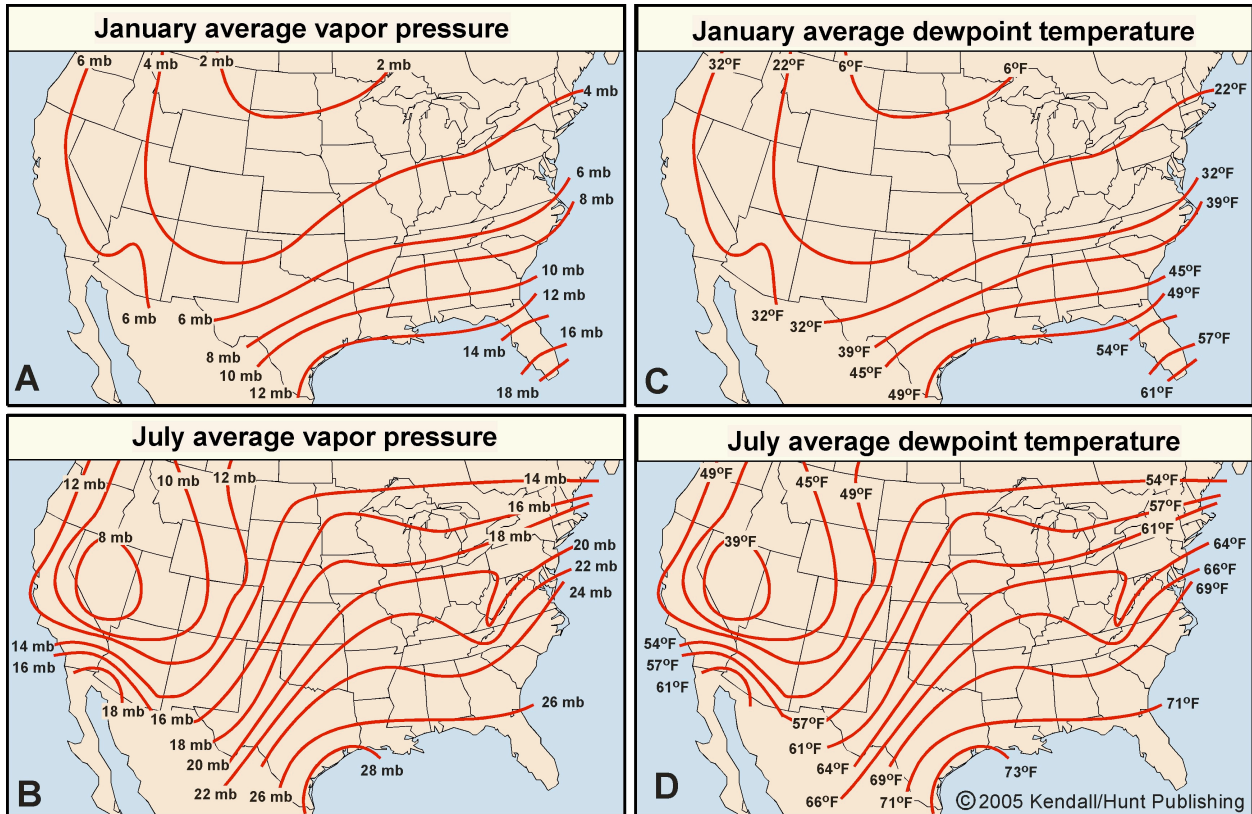 January average vapor pressure
6 mb
4 mb
2 mb
2 mb
4 mb
6 mb
8 mb
10 mb
12 mb
16 mb
14 mb
18 mb
6 mb
6 mb
8 mb
10 mb
12 mb
A
January average dewpoint temperature
32°F
22°F
6°F
6°F
22°F
32°F
39°F
45°F
49°F
57°F
54°F
61°F
32°F
32°F
39°F
45°F
49°F
C
July average vapor pressure
12 mb
10 mb
12 mb
14 mb
16 mb
18 mb
8 mb
20 mb
22 mb
24 mb
14 mb
16 mb
18 mb
16 mb
18 mb
20 mb
22 mb
26 mb
26 mb
28 mb
B
July average dewpoint temperature
49°F
45°F
49°F
54°F
57°F
61°F
39°F
64°F
66°F
69°F
54°F
57°F
61°F
57°F
61°F
64°F
66°F
69°F
71°F
71°F
73°F
D
©2005 Kendall/Hunt Publishing